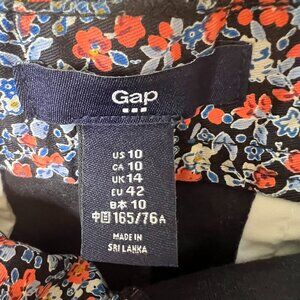 Gap
US 10
CA 10
UK 14
EU 42
日本 10
中国 165/76A
MADE IN
SRI LANKA